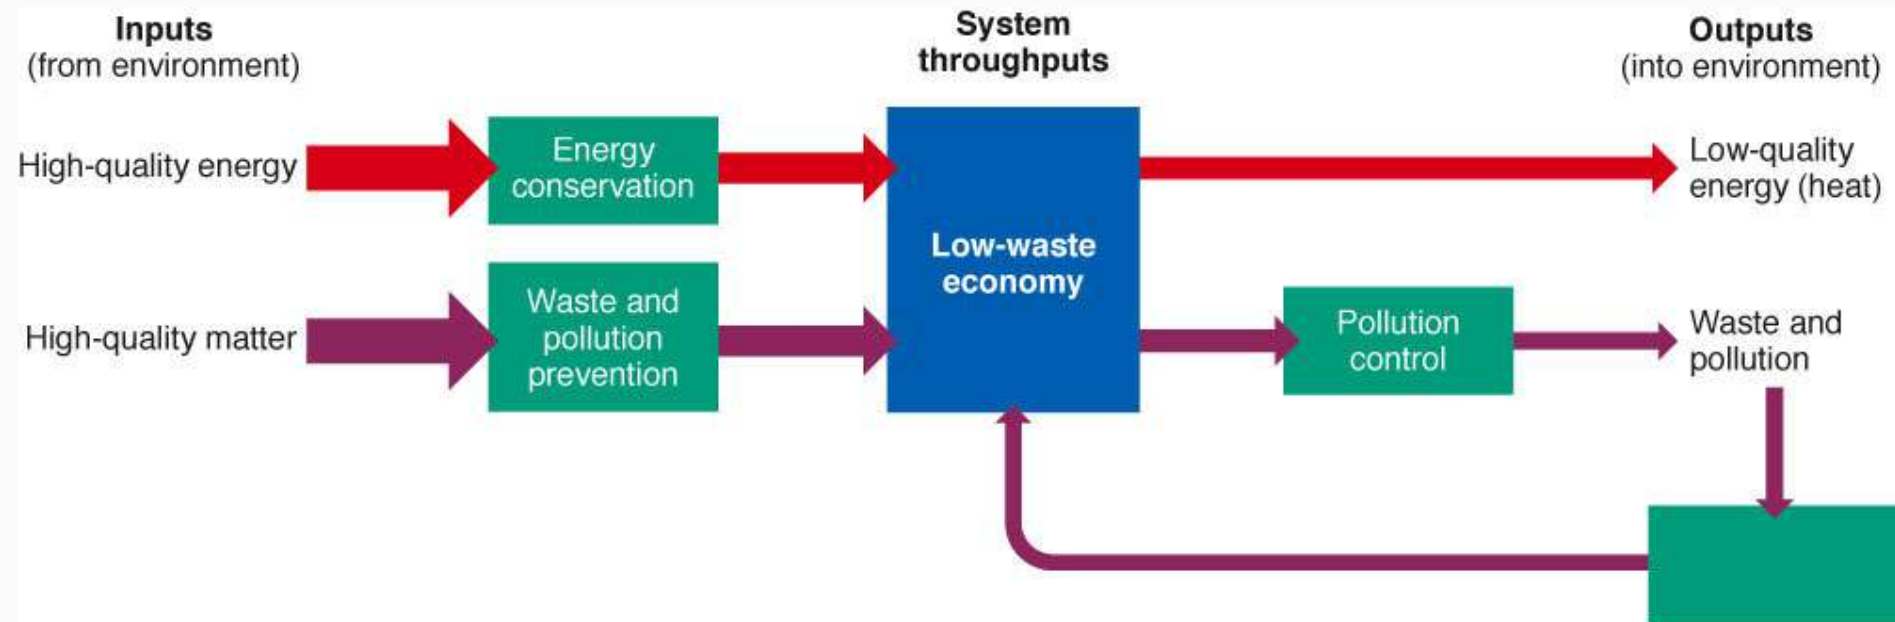 Inputs
(from environment)
System
throughputs
Outputs
(into environment)
High-quality energy
Energy
conservation
Low-quality
energy (heat)
Low-waste
economy
High-quality matter
Waste and
pollution
prevention
Pollution
control
Waste and
pollution